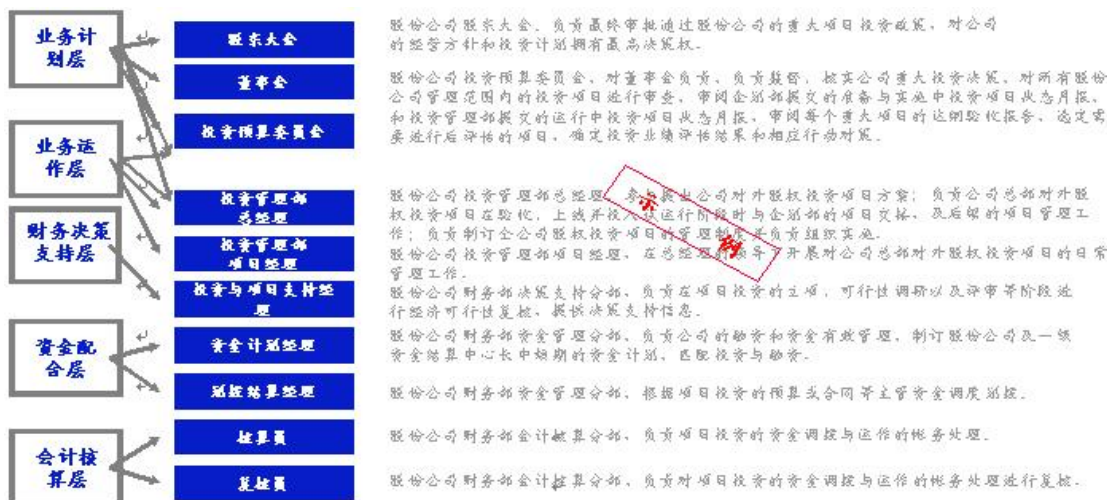 业务计
划层
业务运
作层
财务决策
支持层
资金配
合层
会计核
算层
股东大会
董事会
投资预算委员会
投资管理部
总经理
投资管理部
项目经理
投资与项目支持经
理
资金计划经理
划拨结算经理
核算员
复核员
股份公司股东大会，负责最终审批通过股份公司的重大项目投资政策，对公司
的经营方针和投资计划拥有最高决策权。
股份公司投资预算委员会，对董事会负责，负责监督，核实公司重大投资决策，对所有股份
公司管理范围内的投资项目进行审查，审阅企划部提交的准备与实施中投资项目状态月报，
和投资管理部提交的运行中投资项目状态月报，审阅每个重大项目的达纲验收报告，选定需
要进行后评估的项目，确定投资业绩评估结果和相应行动对策。
股份公司投资管理部总经理，参与提出公司对外股权投资项目方案；负责公司总部对外股
权投资项目在验收，上线并投入试运行阶段时与企划部的项目交接，及后续的项目管理工
作；负责制订全公司股权投资项目的管理制度并负责组织实施。
股份公司投资管理部项目经理，在总经理的领导下开展对公司总部对外股权投资项目的日常
管理工作。
股份公司财务部决策支持分部，负责在项目投资的立项，可行性调研以及评审等阶段进
行经济可行性复核，提供决策支持信息。
股份公司财务部资金管理分部，负责公司的融资和资金有效管理，制订股份公司及一级
资金结算中心长中短期的资金计划，匹配投资与融资。
股份公司财务部资金管理分部，根据项目投资的预算或合同等主管资金调度划拨。
股份公司财务部会计核算分部，负责项目投资的资金调拨与运作的帐务处理。
股份公司财务部会计核算分部，负责对项目投资的资金调拨与运作的帐务处理进行复核。
示例